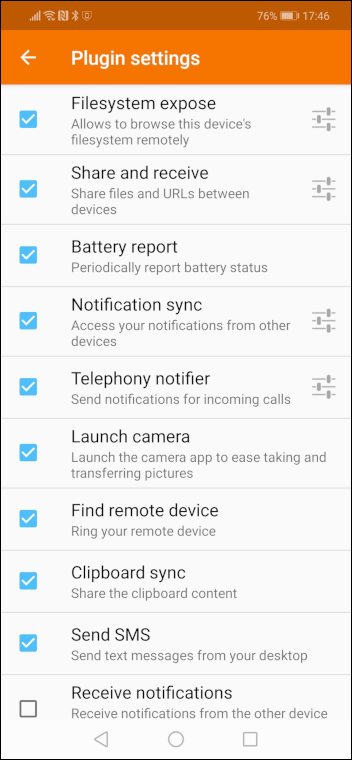 76% 17:46
Plugin settings
Filesystem expose
Allows to browse this device's
filesystem remotely
Share and receive
Share files and URLs between
devices
Battery report
Periodically report battery status
Notification sync
Access your notifications from other
devices
Telephony notifier
Send notifications for incoming calls
Launch camera
Launch the camera app to ease taking and
transferring pictures
Find remote device
Ring your remote device
Clipboard sync
Share the clipboard content
Send SMS
Send text messages from your desktop
Receive notifications
Receive notifications from the other device